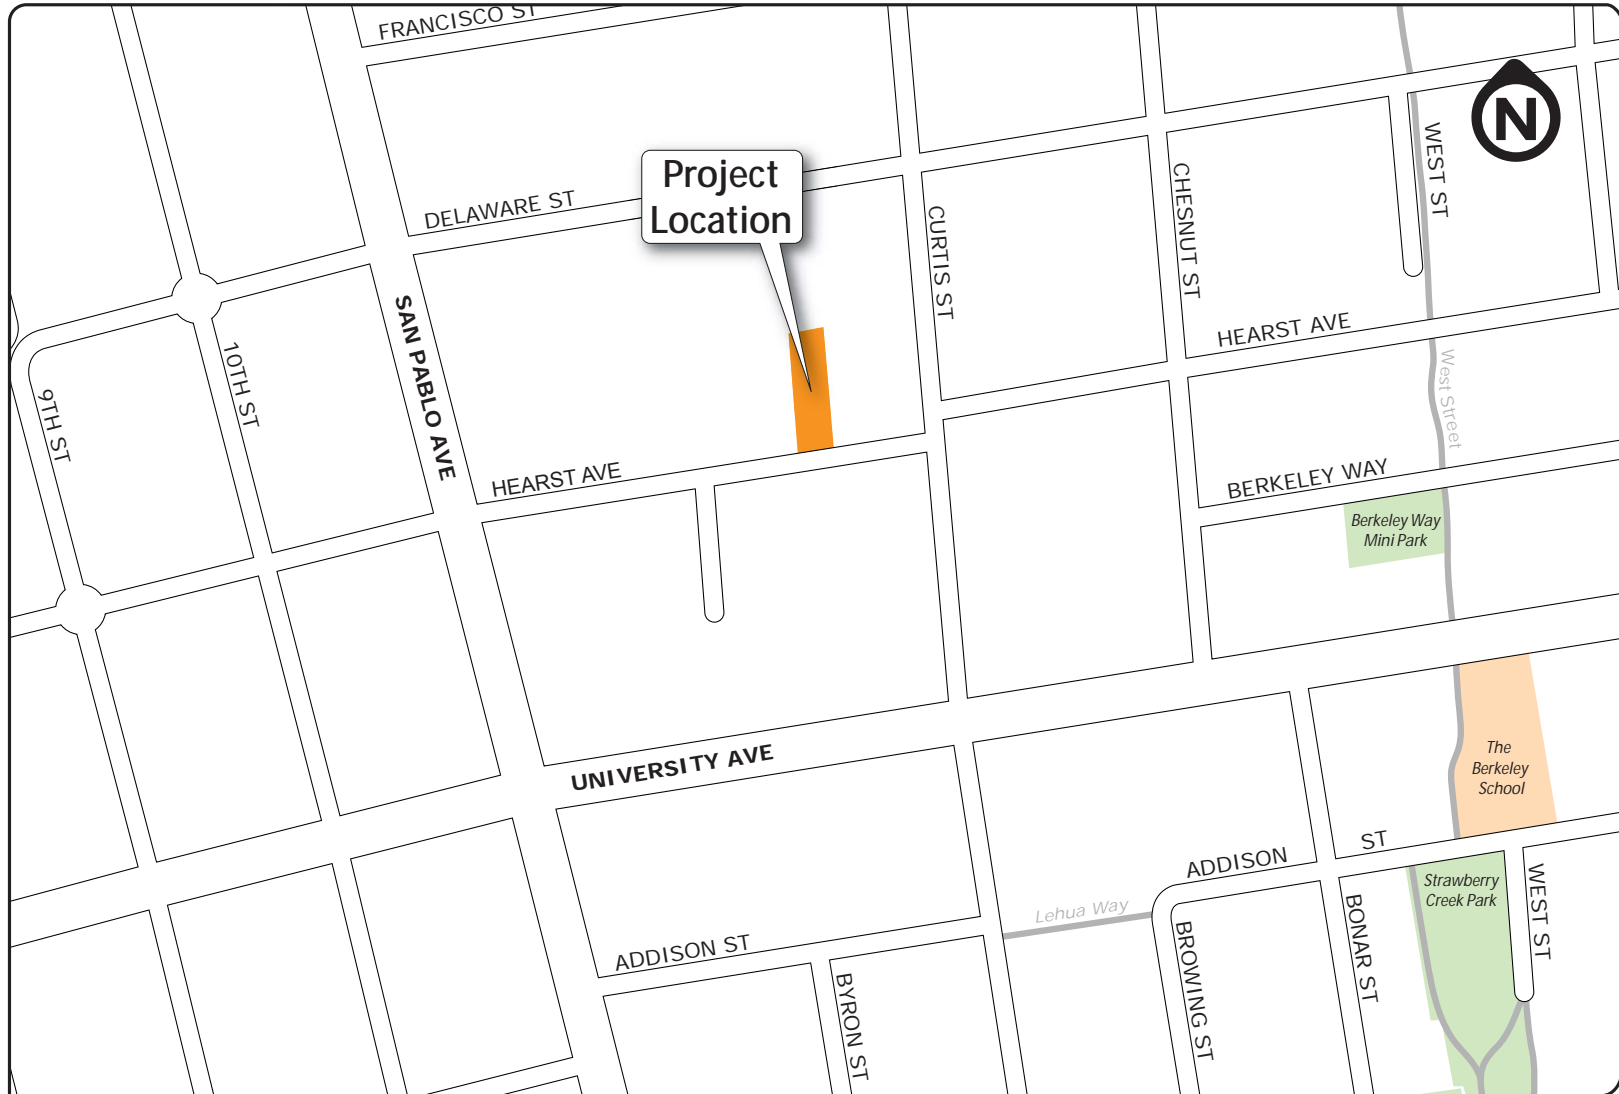 FRANCISCO ST
Project
Location
DELAWARE ST
N
WEST ST
CHESNUT ST
CURTIS ST
SAN PABLO AVE
10TH ST
9TH ST
HEARST AVE
West Street
HEARST AVE
BERKELEY WAY
Berkeley Way
Mini Park
UNIVERSITY AVE
The
Berkeley
School
ADDISON ST
Strawberry
Creek Park
WEST ST
Lehua Way
BONAR ST
BROWING ST
ADDISON ST
BYRON ST